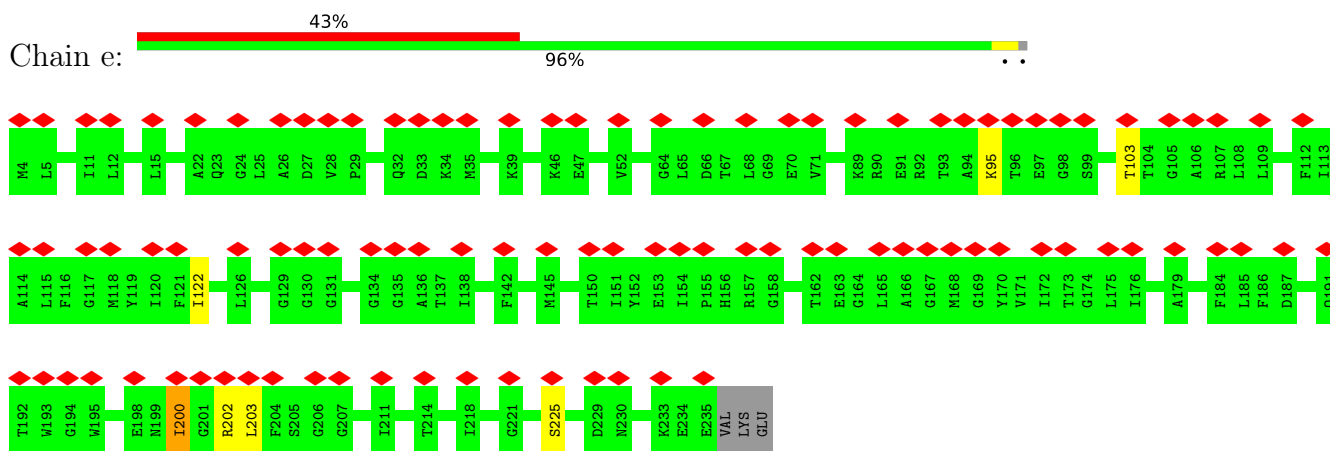 43%
Chain e:
96%
M4 L5 I11 L12 L15 A22 Q23 G24 L25 A26 D27 V28 P29 Q32 D33 K34 M35 K39 K46 E47 V52 G64 L65 D66 T67 L68 G69 E70 V71 K89 R90 E91 R92 T93 A94 K95 T96 E97 G98 S99 T103 T104 G105 A106 R107 L108 L109 F112 I113
A114 L115 F116 G117 M118 Y119 I120 F121 I122 L126 G129 G130 G131 G134 G135 A136 T137 I138 F142 M145 T150 I151 Y152 E153 I154 P155 H156 R157 G158 T162 E163 G164 L165 A166 G167 M168 G169 Y170 V171 I172 T173 G174 L175 I176 A179 F184 L185 F186 D187
T192 W193 G194 W195 E198 N199 I200 G201 R202 L203 F204 S205 G206 G207 I211 T214 I218 G221 S225 D229 N230 K233 E234 E235 VAL LYS GLU